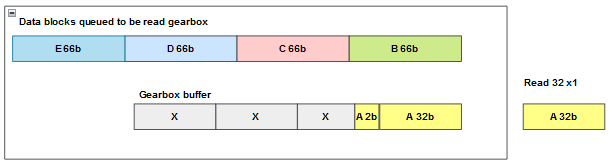 Data blocks queued to be read gearbox
E 66b D 66b C 66b B 66b
Read 32 x1
Gearbox buffer
X X X A 2b A 32b A 32b